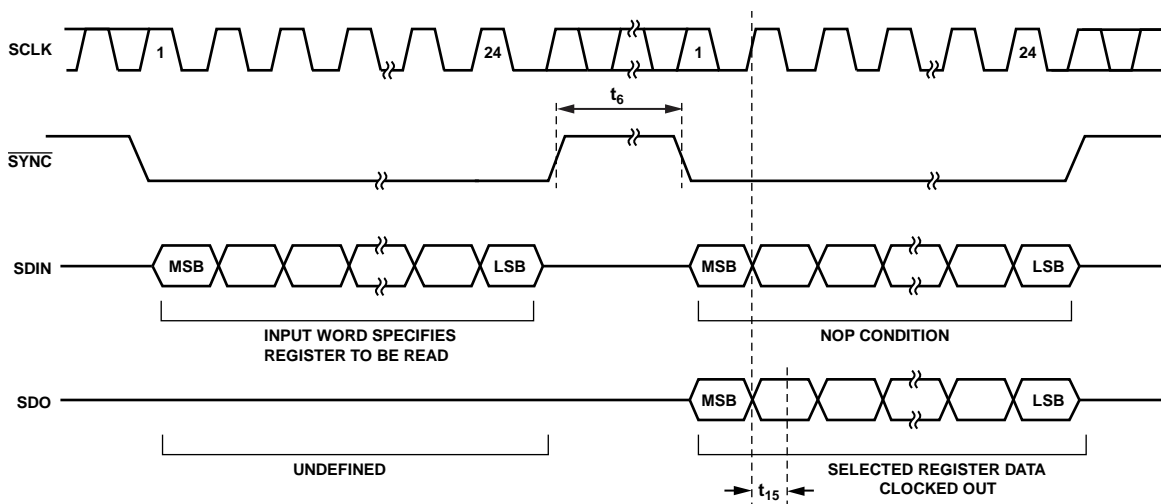 SCLK
1
24
1
24
t6
SYNC
SDIN
MSB
LSB
MSB
LSB
INPUT WORD SPECIFIES
REGISTER TO BE READ
NOP CONDITION
SDO
MSB
LSB
UNDEFINED
SELECTED REGISTER DATA
CLOCKED OUT
t15